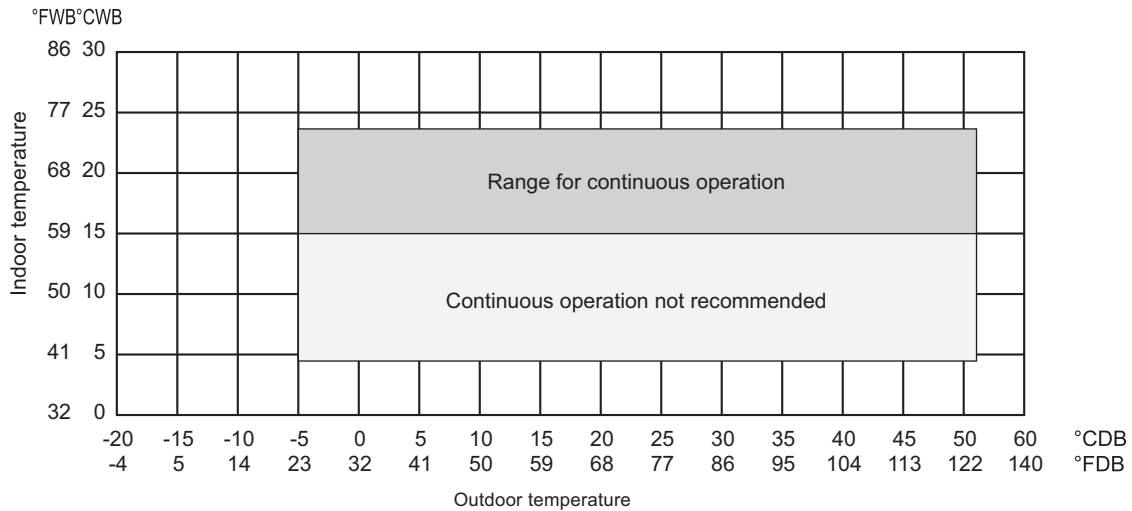 °FWB°CWB
86 30
77 25
68 20
59 15
50 10
41 5
32 0
Indoor temperature
Range for continuous operation
Continuous operation not recommended
-20 -15 -10 -5 0 5 10 15 20 25 30 35 40 45 50 60 °CDB
-4 5 14 23 32 41 50 59 68 77 86 95 104 113 122 140 °FDB
Outdoor temperature